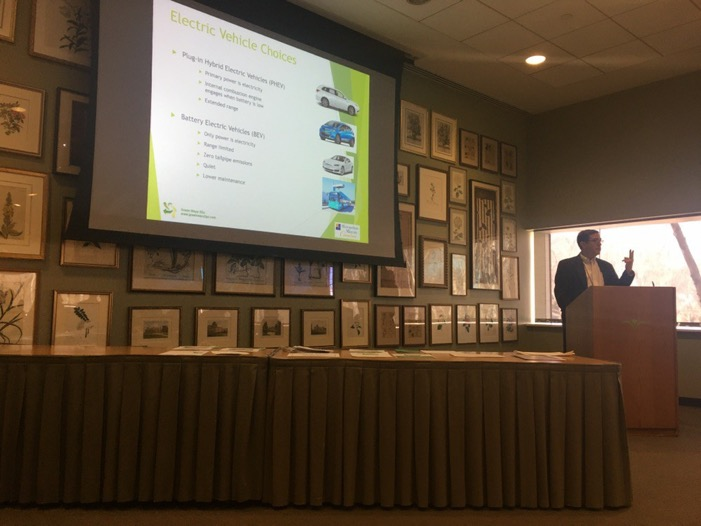 Electric Vehicle Choices
Plug-in Hybrid Electric Vehicles (PHEV)
Primary power is electricity
Internal combustion engine
engages when battery is low
Extended range
Battery Electric Vehicles (BEV)
Only power is electricity
Range limited
Zero tailpipe emissions
Quiet
Lower maintenance